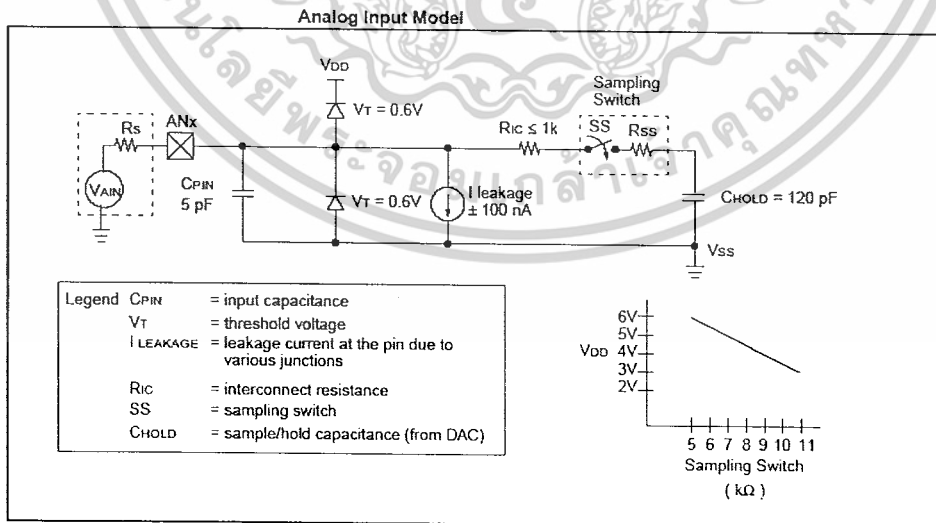 Analog Input Model
VDD
Sampling
Switch
VT = 0.6V
Rs
ANx
RIC ≤ 1k
SS
RSS
VAIN
CPIN
5 pF
VT = 0.6V
I leakage
± 100 nA
CHOLD = 120 pF
VSS
Legend CPIN = input capacitance
VT = threshold voltage
I LEAKAGE = leakage current at the pin due to
various junctions
RIC = interconnect resistance
SS = sampling switch
CHOLD = sample/hold capacitance (from DAC)
6V
5V
VDD 4V
3V
2V
5 6 7 8 9 10 11
Sampling Switch
( kΩ )